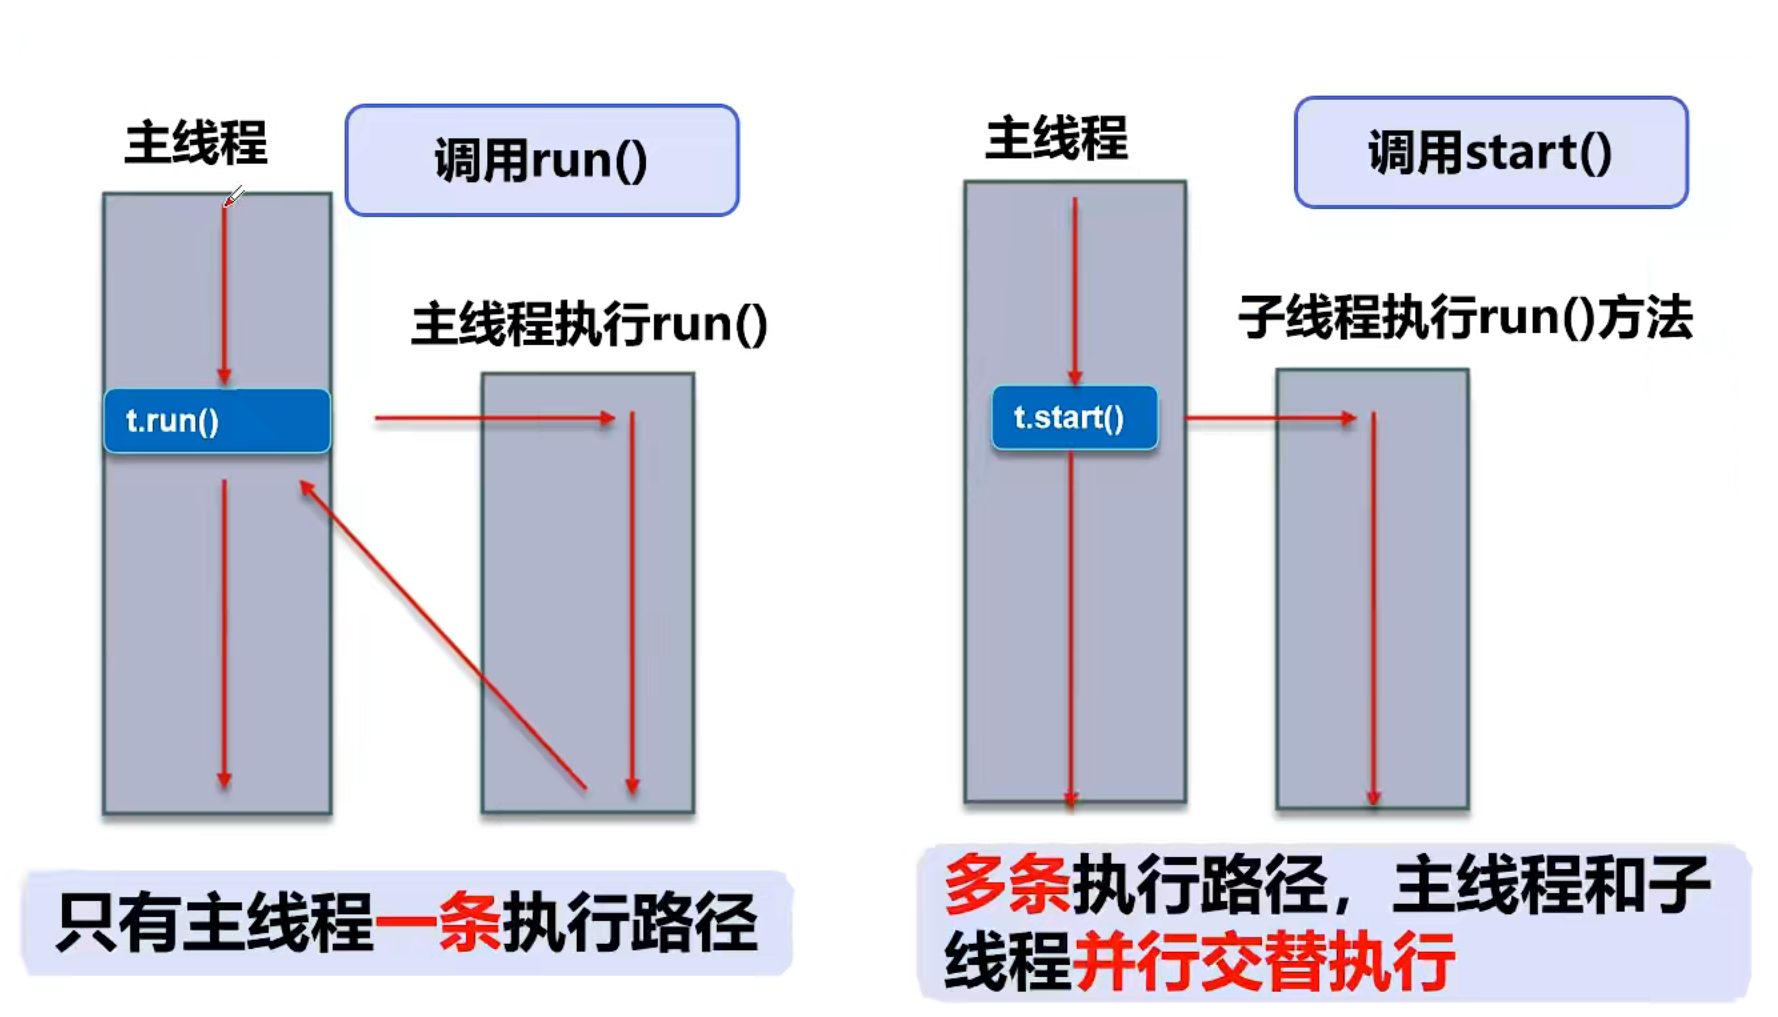 主线程
调用run()
主线程执行run()
t.run()
只有主线程一条执行路径
主线程
调用start()
子线程执行run()方法
t.start()
多条执行路径，主线程和子
线程并行交替执行